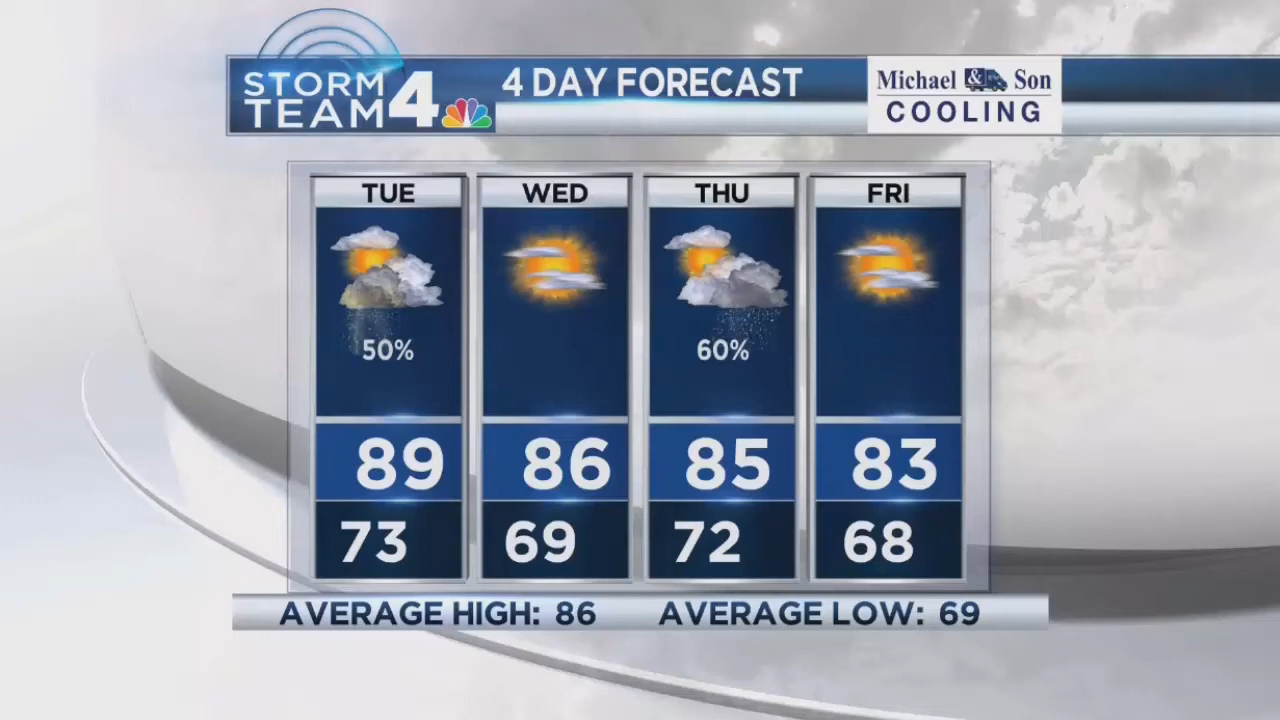 STORM
TEAM 4
4 DAY FORECAST
Michael & Son
COOLING
TUE WED THU FRI
50% 60%
89 86 85 83
73 69 72 68
AVERAGE HIGH: 86 AVERAGE LOW: 69